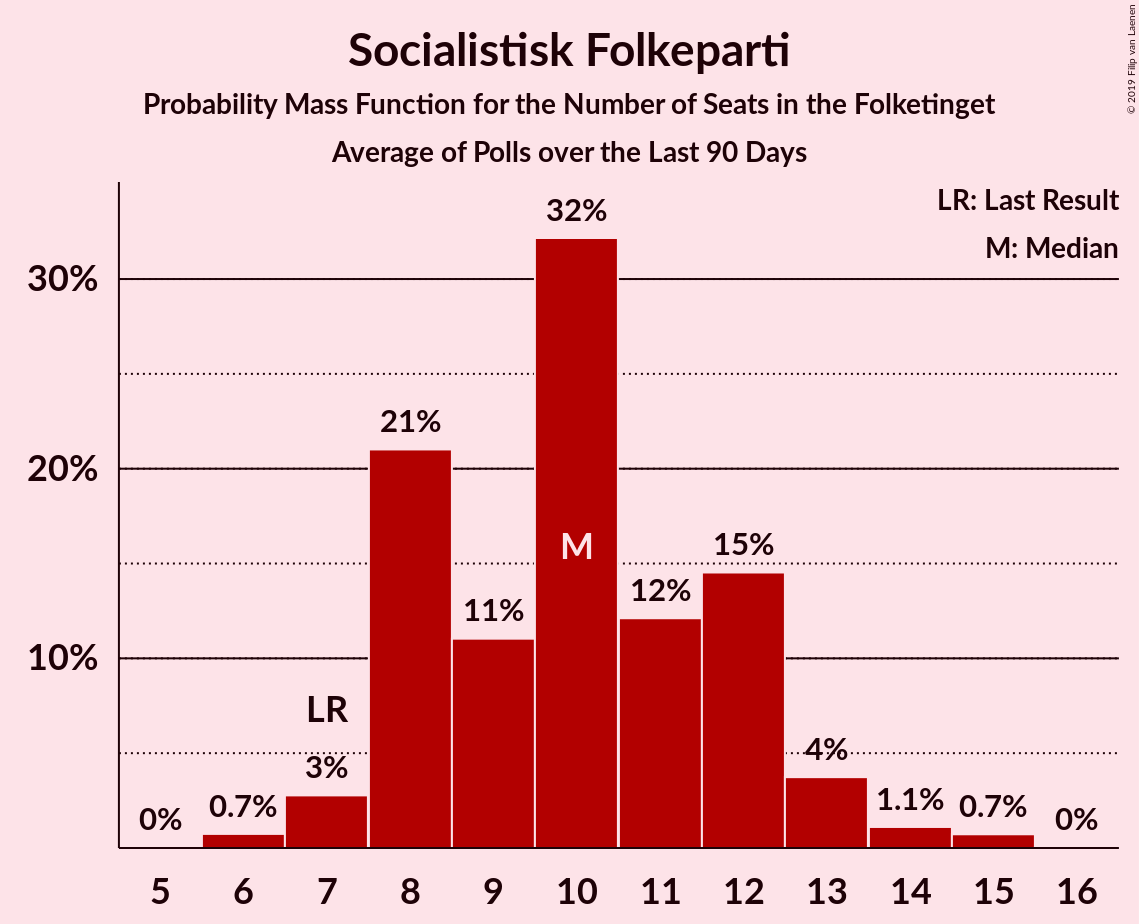 Socialistisk Folkeparti
Probability Mass Function for the Number of Seats in the Folketinget
Average of Polls over the Last 90 Days
© 2019 Filip van Laenen
LR: Last Result
M: Median
30%
20%
10%
0%
0.7%
LR
3%
21%
11%
32%
M
12%
15%
4%
1.1%
0.7%
0%
5 6 7 8 9 10 11 12 13 14 15 16